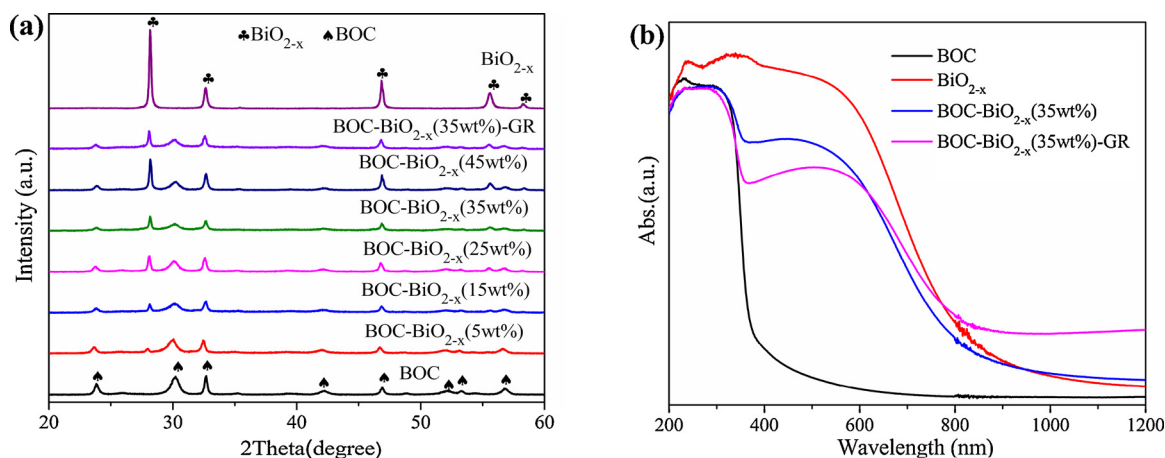 (a)
♣BiO2-x ♠BOC
BiO2-x
BOC-BiO2-x(35wt%)-GR
BOC-BiO2-x(45wt%)
BOC-BiO2-x(35wt%)
BOC-BiO2-x(25wt%)
BOC-BiO2-x(15wt%)
BOC-BiO2-x(5wt%)
BOC
Intensity (a.u.)
20 30 40 50 60
2Theta(degree)
(b)
BOC
BiO2-x
BOC-BiO2-x(35wt%)
BOC-BiO2-x(35wt%)-GR
Abs.(a.u.)
200 400 600 800 1000 1200
Wavelength (nm)